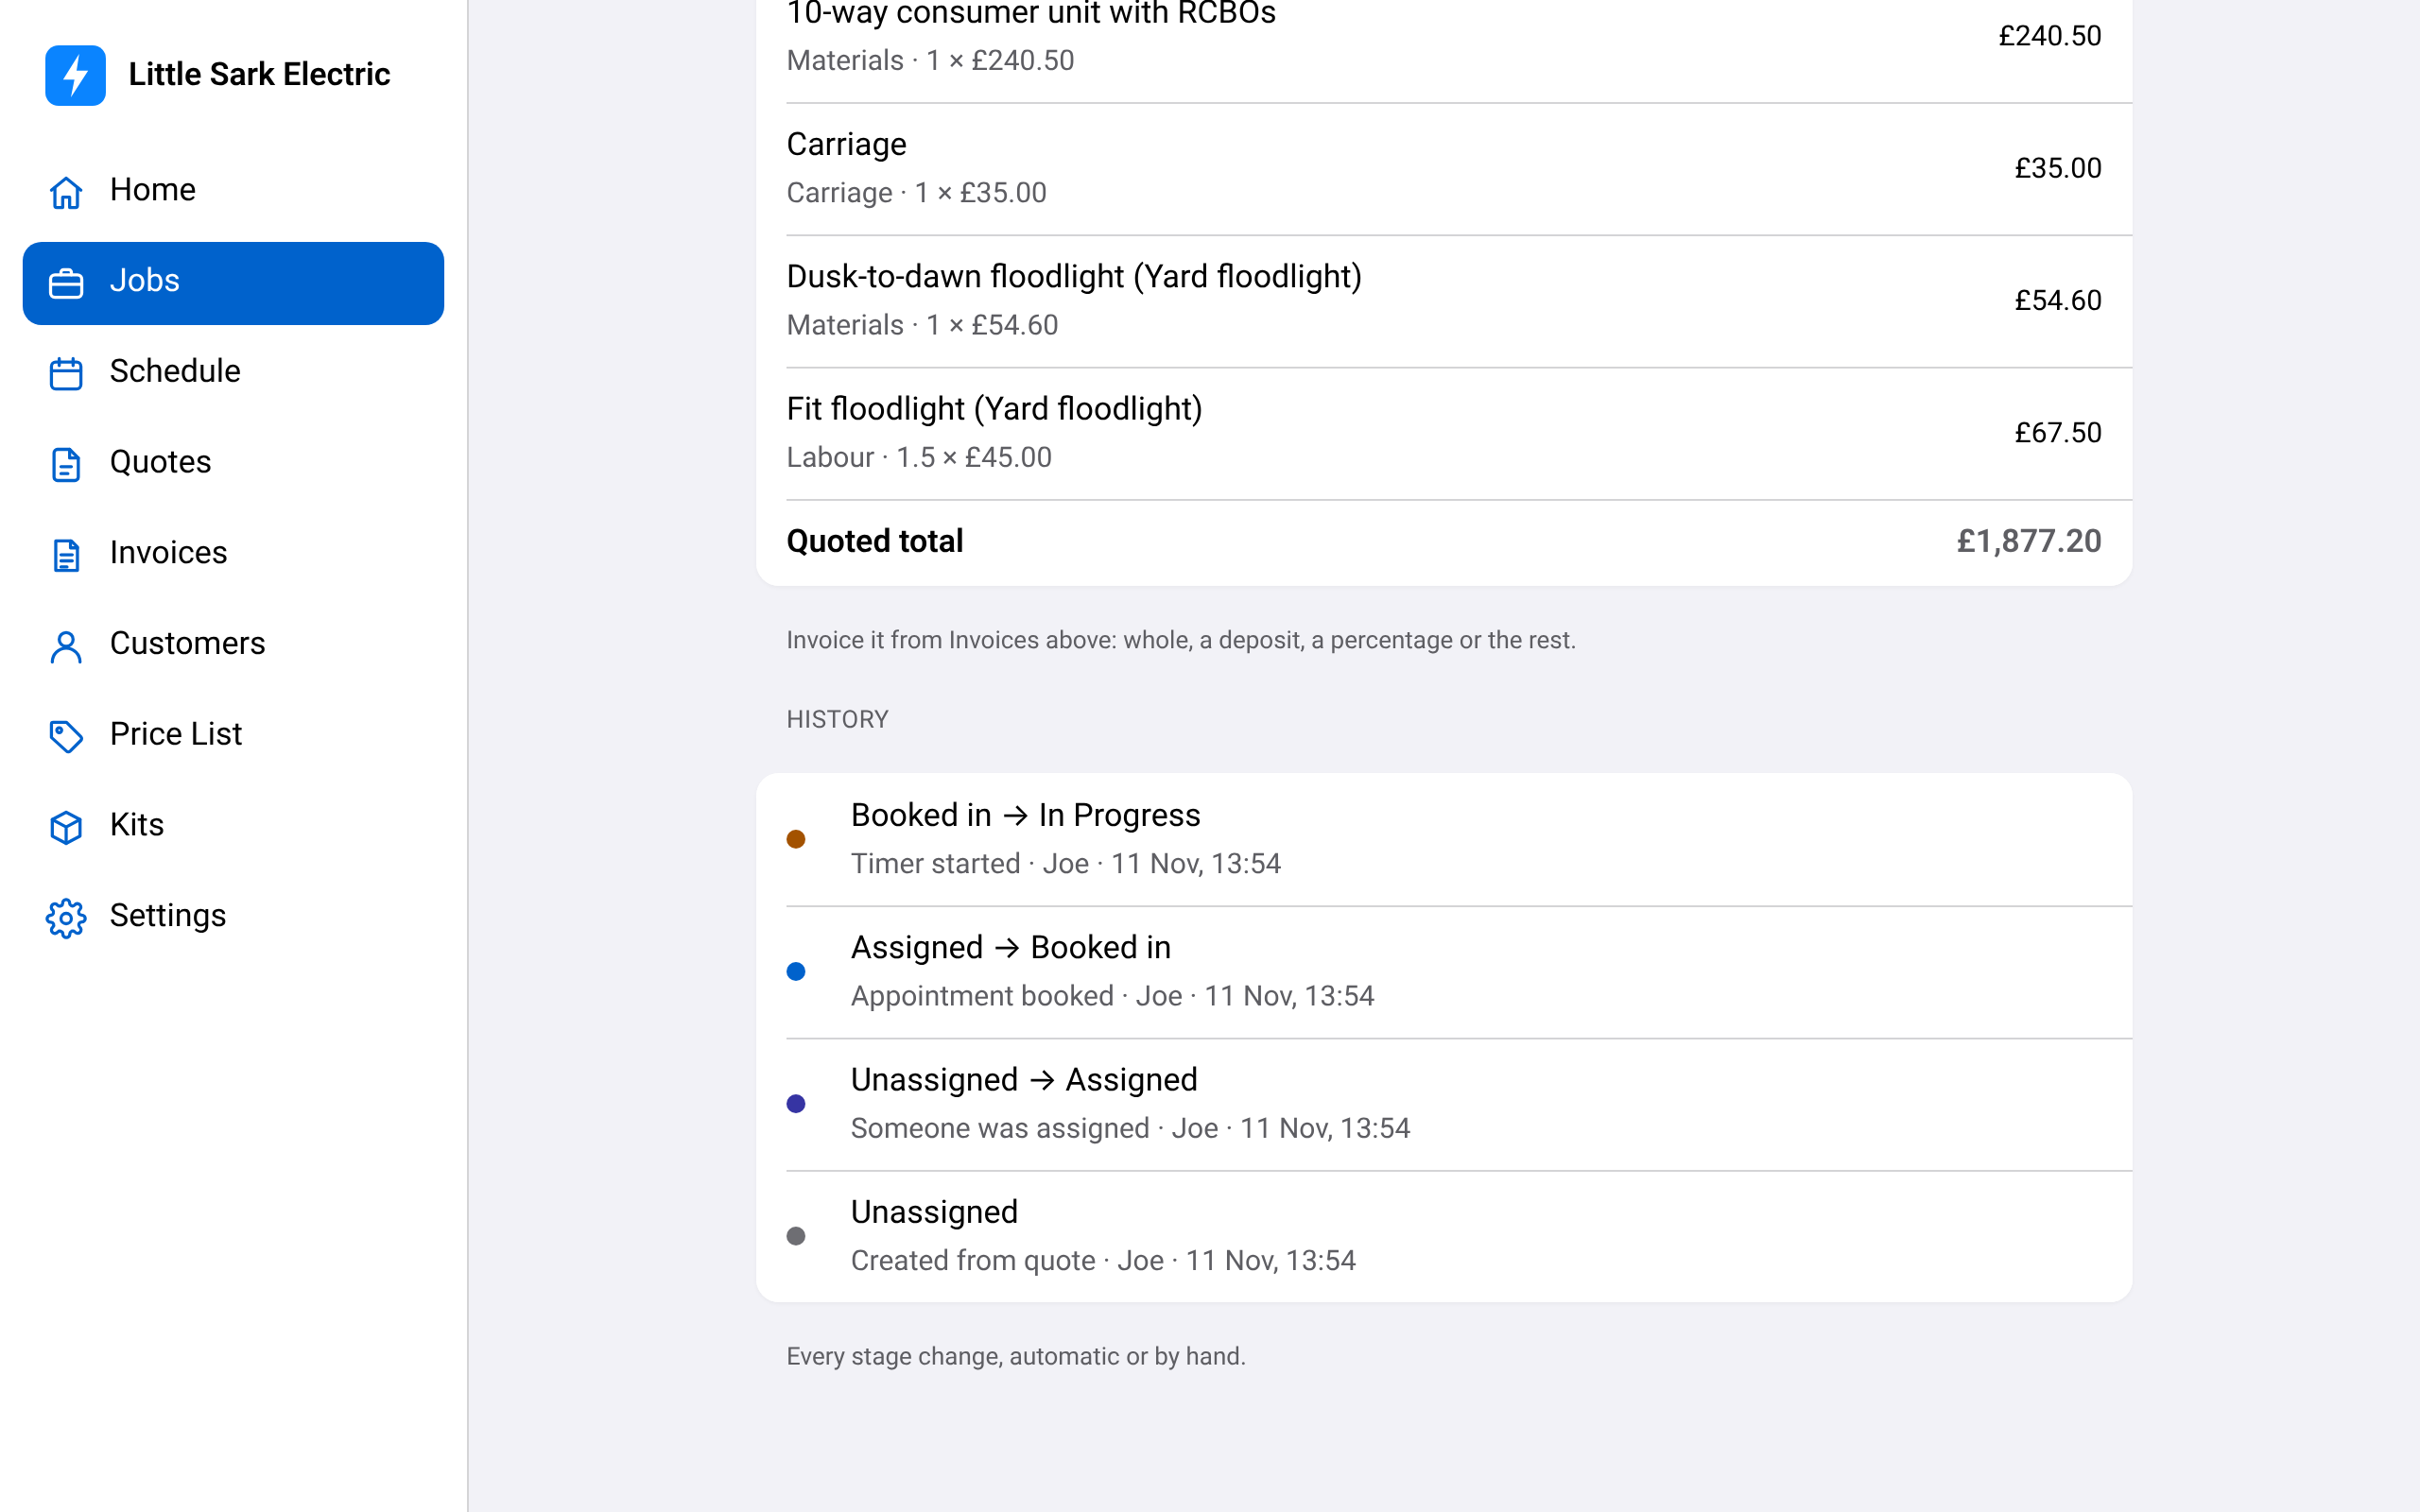 Little Sark Electric
Home
Jobs
Schedule
Quotes
Invoices
Customers
Price List
Kits
Settings
10-way consumer unit with RCBOs
Materials · 1 × £240.50
£240.50
Carriage
Carriage · 1 × £35.00
£35.00
Dusk-to-dawn floodlight (Yard floodlight)
Materials · 1 × £54.60
£54.60
Fit floodlight (Yard floodlight)
Labour · 1.5 × £45.00
£67.50
Quoted total
£1,877.20
Invoice it from Invoices above: whole, a deposit, a percentage or the rest.
HISTORY
Booked in → In Progress
Timer started · Joe · 11 Nov, 13:54
Assigned → Booked in
Appointment booked · Joe · 11 Nov, 13:54
Unassigned → Assigned
Someone was assigned · Joe · 11 Nov, 13:54
Unassigned
Created from quote · Joe · 11 Nov, 13:54
Every stage change, automatic or by hand.